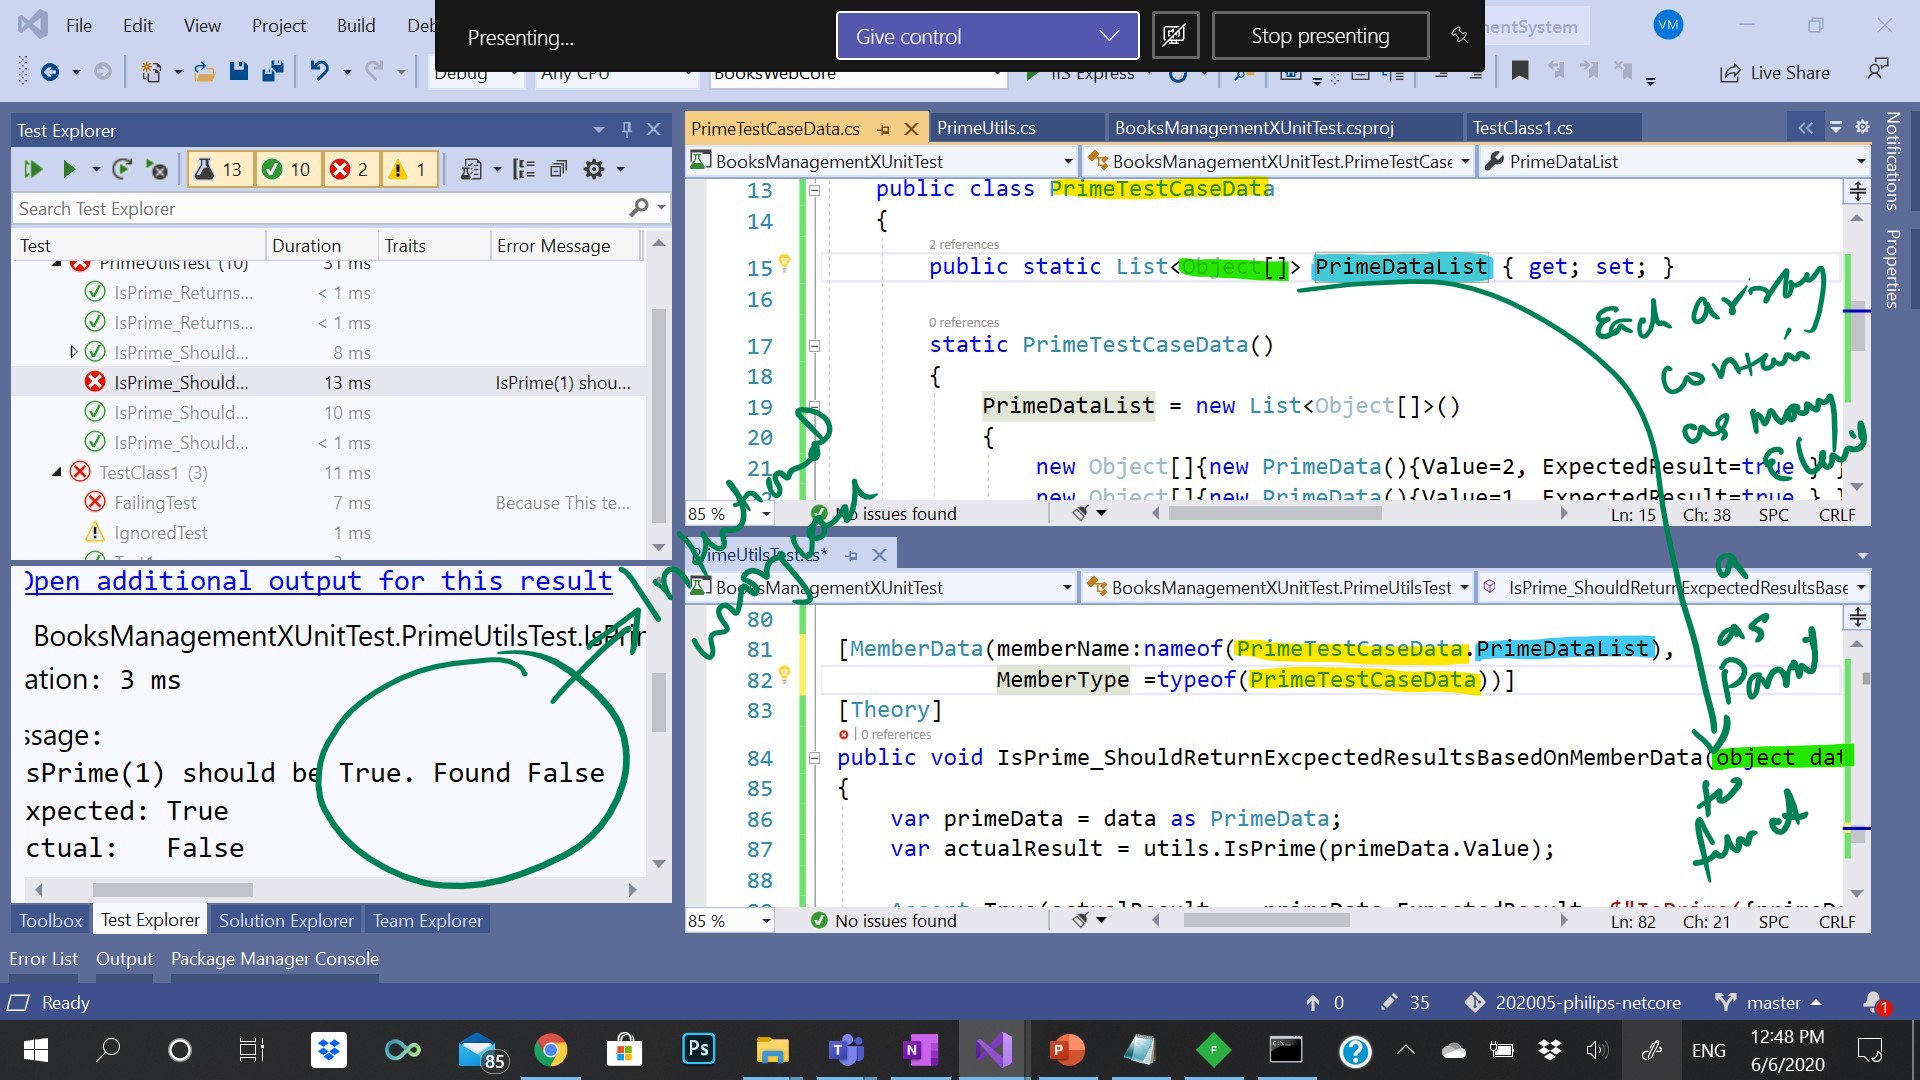 File Edit View Project Build Deb
Presenting...
Give control
Stop presenting
nentSystem
VM
Debug Any CPU BooksWebCore IIS Express
Live Share
Test Explorer
13 10 2 1
Search Test Explorer
Test Duration Traits Error Message
PrimeUtilsTest (10) 31 ms
IsPrime_Returns... < 1 ms
IsPrime_Returns... < 1 ms
IsPrime_Should... 8 ms
IsPrime_Should... 13 ms IsPrime(1) shou...
IsPrime_Should... 10 ms
IsPrime_Should... < 1 ms
TestClass1 (3) 11 ms
FailingTest 7 ms Because This te...
IgnoredTest 1 ms
Open additional output for this result
BooksManagementXUnitTest.PrimeUtilsTest.IsPrim
ation: 3 ms
ssage:
sPrime(1) should be True. Found False
xpected: True
ctual: False
Toolbox Test Explorer Solution Explorer Team Explorer
Error List Output Package Manager Console
PrimeTestCaseData.cs PrimeUtils.cs BooksManagementXUnitTest.csproj TestClass1.cs
BooksManagementXUnitTest BooksManagementXUnitTest.PrimeTestCase PrimeDataList
13 public class PrimeTestCaseData
14 {
2 references
15 public static List<Object[]> PrimeDataList { get; set; }
16
0 references
17 static PrimeTestCaseData()
18 {
19 PrimeDataList = new List<Object[]>()
20 {
21 new Object[]{new PrimeData(){Value=2, ExpectedResult=true } }
new Object[]{new PrimeData(){Value=1, ExpectedResult=true } }
85 % No issues found Ln: 15 Ch: 38 SPC CRLF
Each array
contain
as many
a
as
Param
to
funct
PrimeUtilsTest.cs*
BooksManagementXUnitTest BooksManagementXUnitTest.PrimeUtilsTest IsPrime_ShouldReturnExcpectedResultsBase
80
81 [MemberData(memberName:nameof(PrimeTestCaseData.PrimeDataList),
82 MemberType =typeof(PrimeTestCaseData))]
83 [Theory]
0 references
84 public void IsPrime_ShouldReturnExcpectedResultsBasedOnMemberData(object dat
85 {
86 var primeData = data as PrimeData;
87 var actualResult = utils.IsPrime(primeData.Value);
88
85 % No issues found Ln: 82 Ch: 21 SPC CRLF
Notifications
Properties
Ready
0 35 202005-philips-netcore master 1
85
Ps
ENG
12:48 PM
6/6/2020